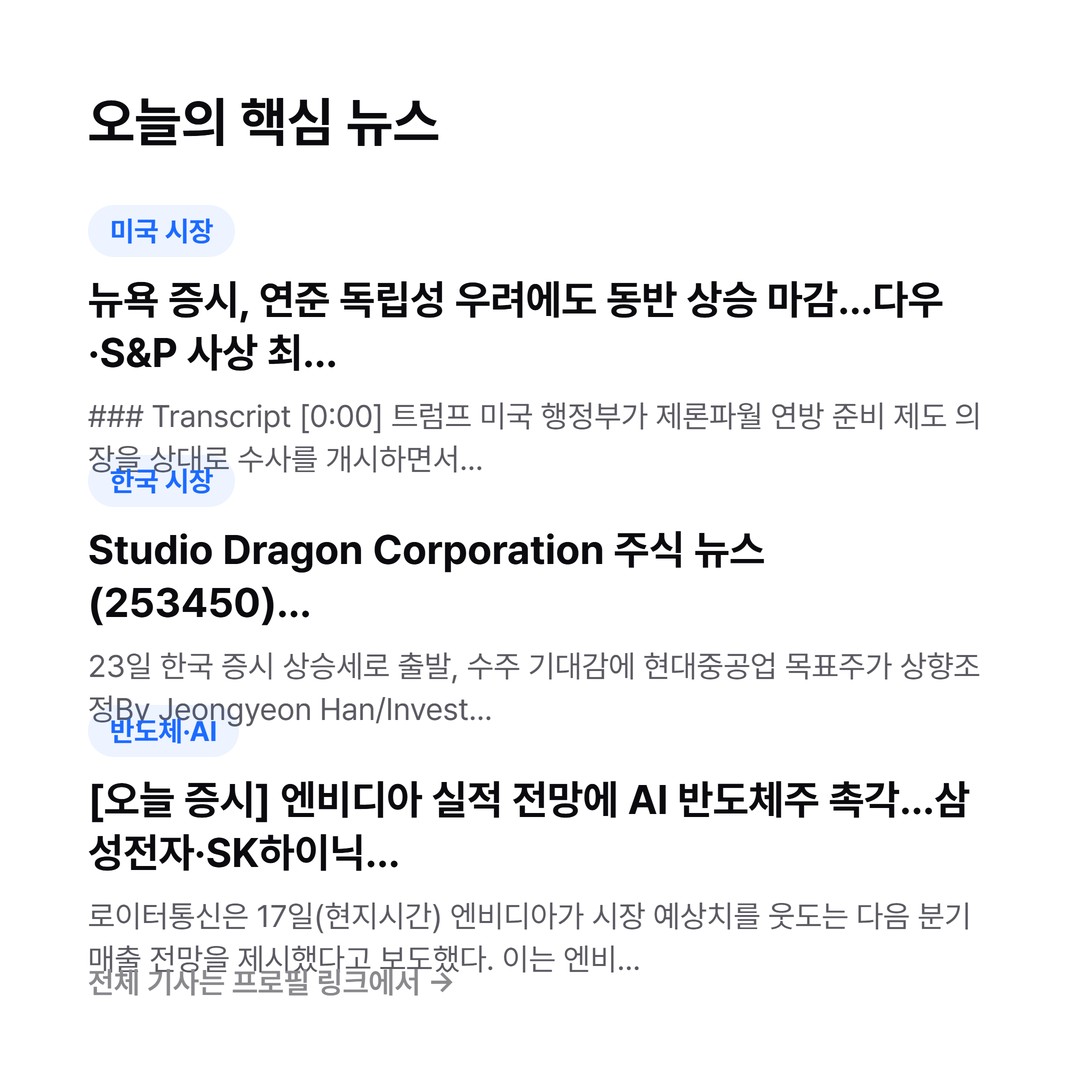 오늘의 핵심 뉴스
미국 시장
뉴욕 증시, 연준 독립성 우려에도 동반 상승 마감...다우
·S&P 사상 최...
### Transcript [0:00] 트럼프 미국 행정부가 제론파월 연방 준비 제도 의
장을 상대로 수사를 개시하면서...
한국 시장
Studio Dragon Corporation 주식 뉴스
(253450)...
23일 한국 증시 상승세로 출발, 수주 기대감에 현대중공업 목표주가 상향조
정By Jeongyeon Han/Invest...
반도체·AI
[오늘 증시] 엔비디아 실적 전망에 AI 반도체주 촉각...삼
성전자·SK하이닉...
로이터통신은 17일(현지시간) 엔비디아가 시장 예상치를 웃도는 다음 분기
매출 전망을 제시했다고 보도했다. 이는 엔비...
전체 기사는 프로필 링크에서 →